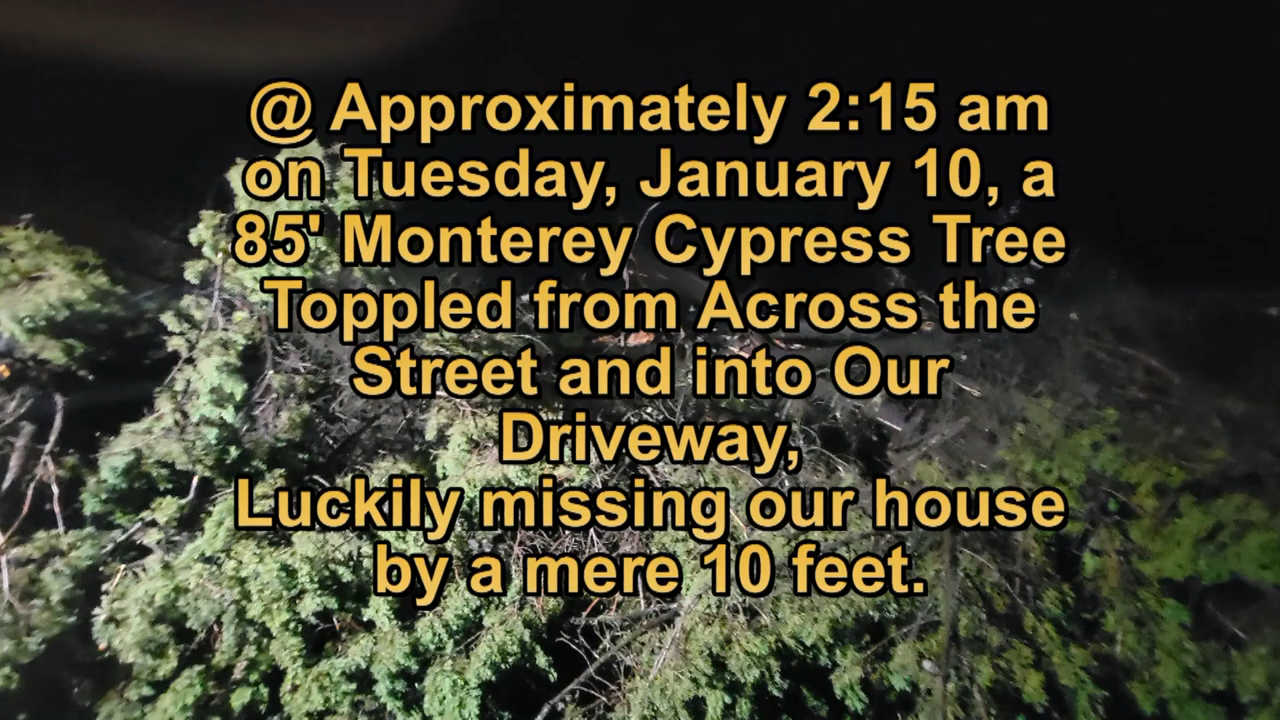 @ Approximately 2:15 am
on Tuesday, January 10, a
85' Monterey Cypress Tree
Toppled from Across the
Street and into Our
Driveway,
Luckily missing our house
by a mere 10 feet.